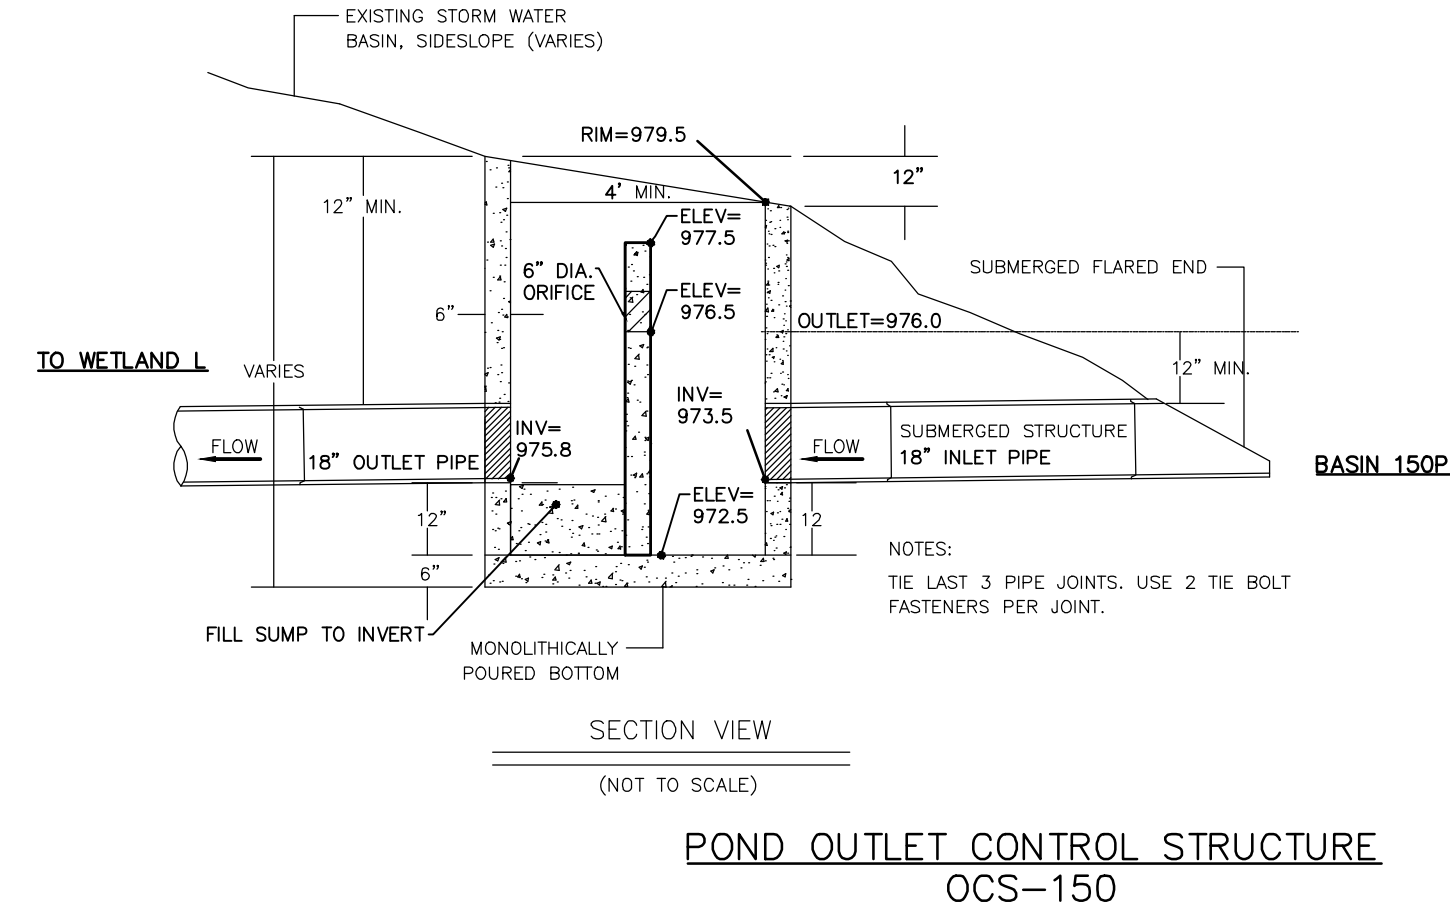 EXISTING STORM WATER
BASIN, SIDESLOPE (VARIES)
RIM=979.5
12"
4' MIN.
12" MIN.
ELEV=
977.5
6" DIA.
ORIFICE
SUBMERGED FLARED END
ELEV=
976.5
6"
OUTLET=976.0
TO WETLAND L
VARIES
12" MIN.
INV=
973.5
INV=
975.8
FLOW
18" OUTLET PIPE
FLOW
SUBMERGED STRUCTURE
18" INLET PIPE
BASIN 150P
ELEV=
972.5
12"
12
6"
NOTES:
TIE LAST 3 PIPE JOINTS. USE 2 TIE BOLT
FASTENERS PER JOINT.
FILL SUMP TO INVERT
MONOLITHICALLY
POURED BOTTOM
SECTION VIEW
(NOT TO SCALE)
POND OUTLET CONTROL STRUCTURE
OCS-150